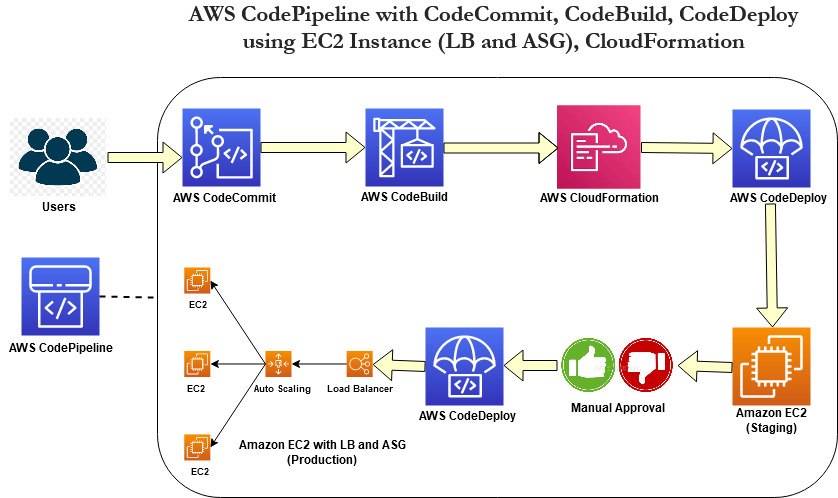 AWS CodePipeline with CodeCommit, CodeBuild, CodeDeploy
using EC2 Instance (LB and ASG), CloudFormation
Users
AWS CodeCommit
AWS CodeBuild
AWS CloudFormation
AWS CodeDeploy
AWS CodePipeline
EC2
EC2
EC2
Auto Scaling
Load Balancer
AWS CodeDeploy
Manual Approval
Amazon EC2
(Staging)
Amazon EC2 with LB and ASG
(Production)